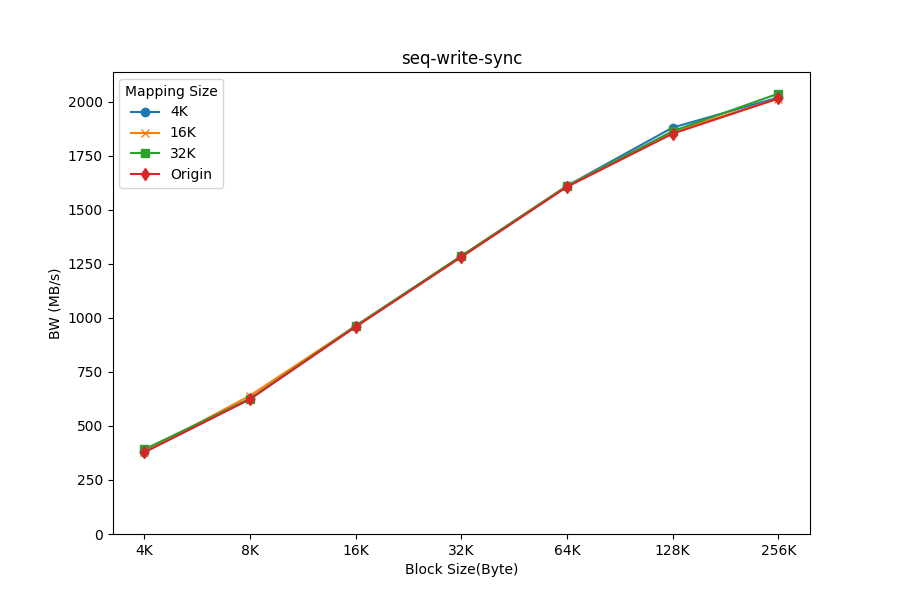 seq-write-sync
Mapping Size
4K
16K
32K
Origin
BW (MB/s)
2000
1750
1500
1250
1000
750
500
250
0
4K 8K 16K 32K 64K 128K 256K
Block Size(Byte)